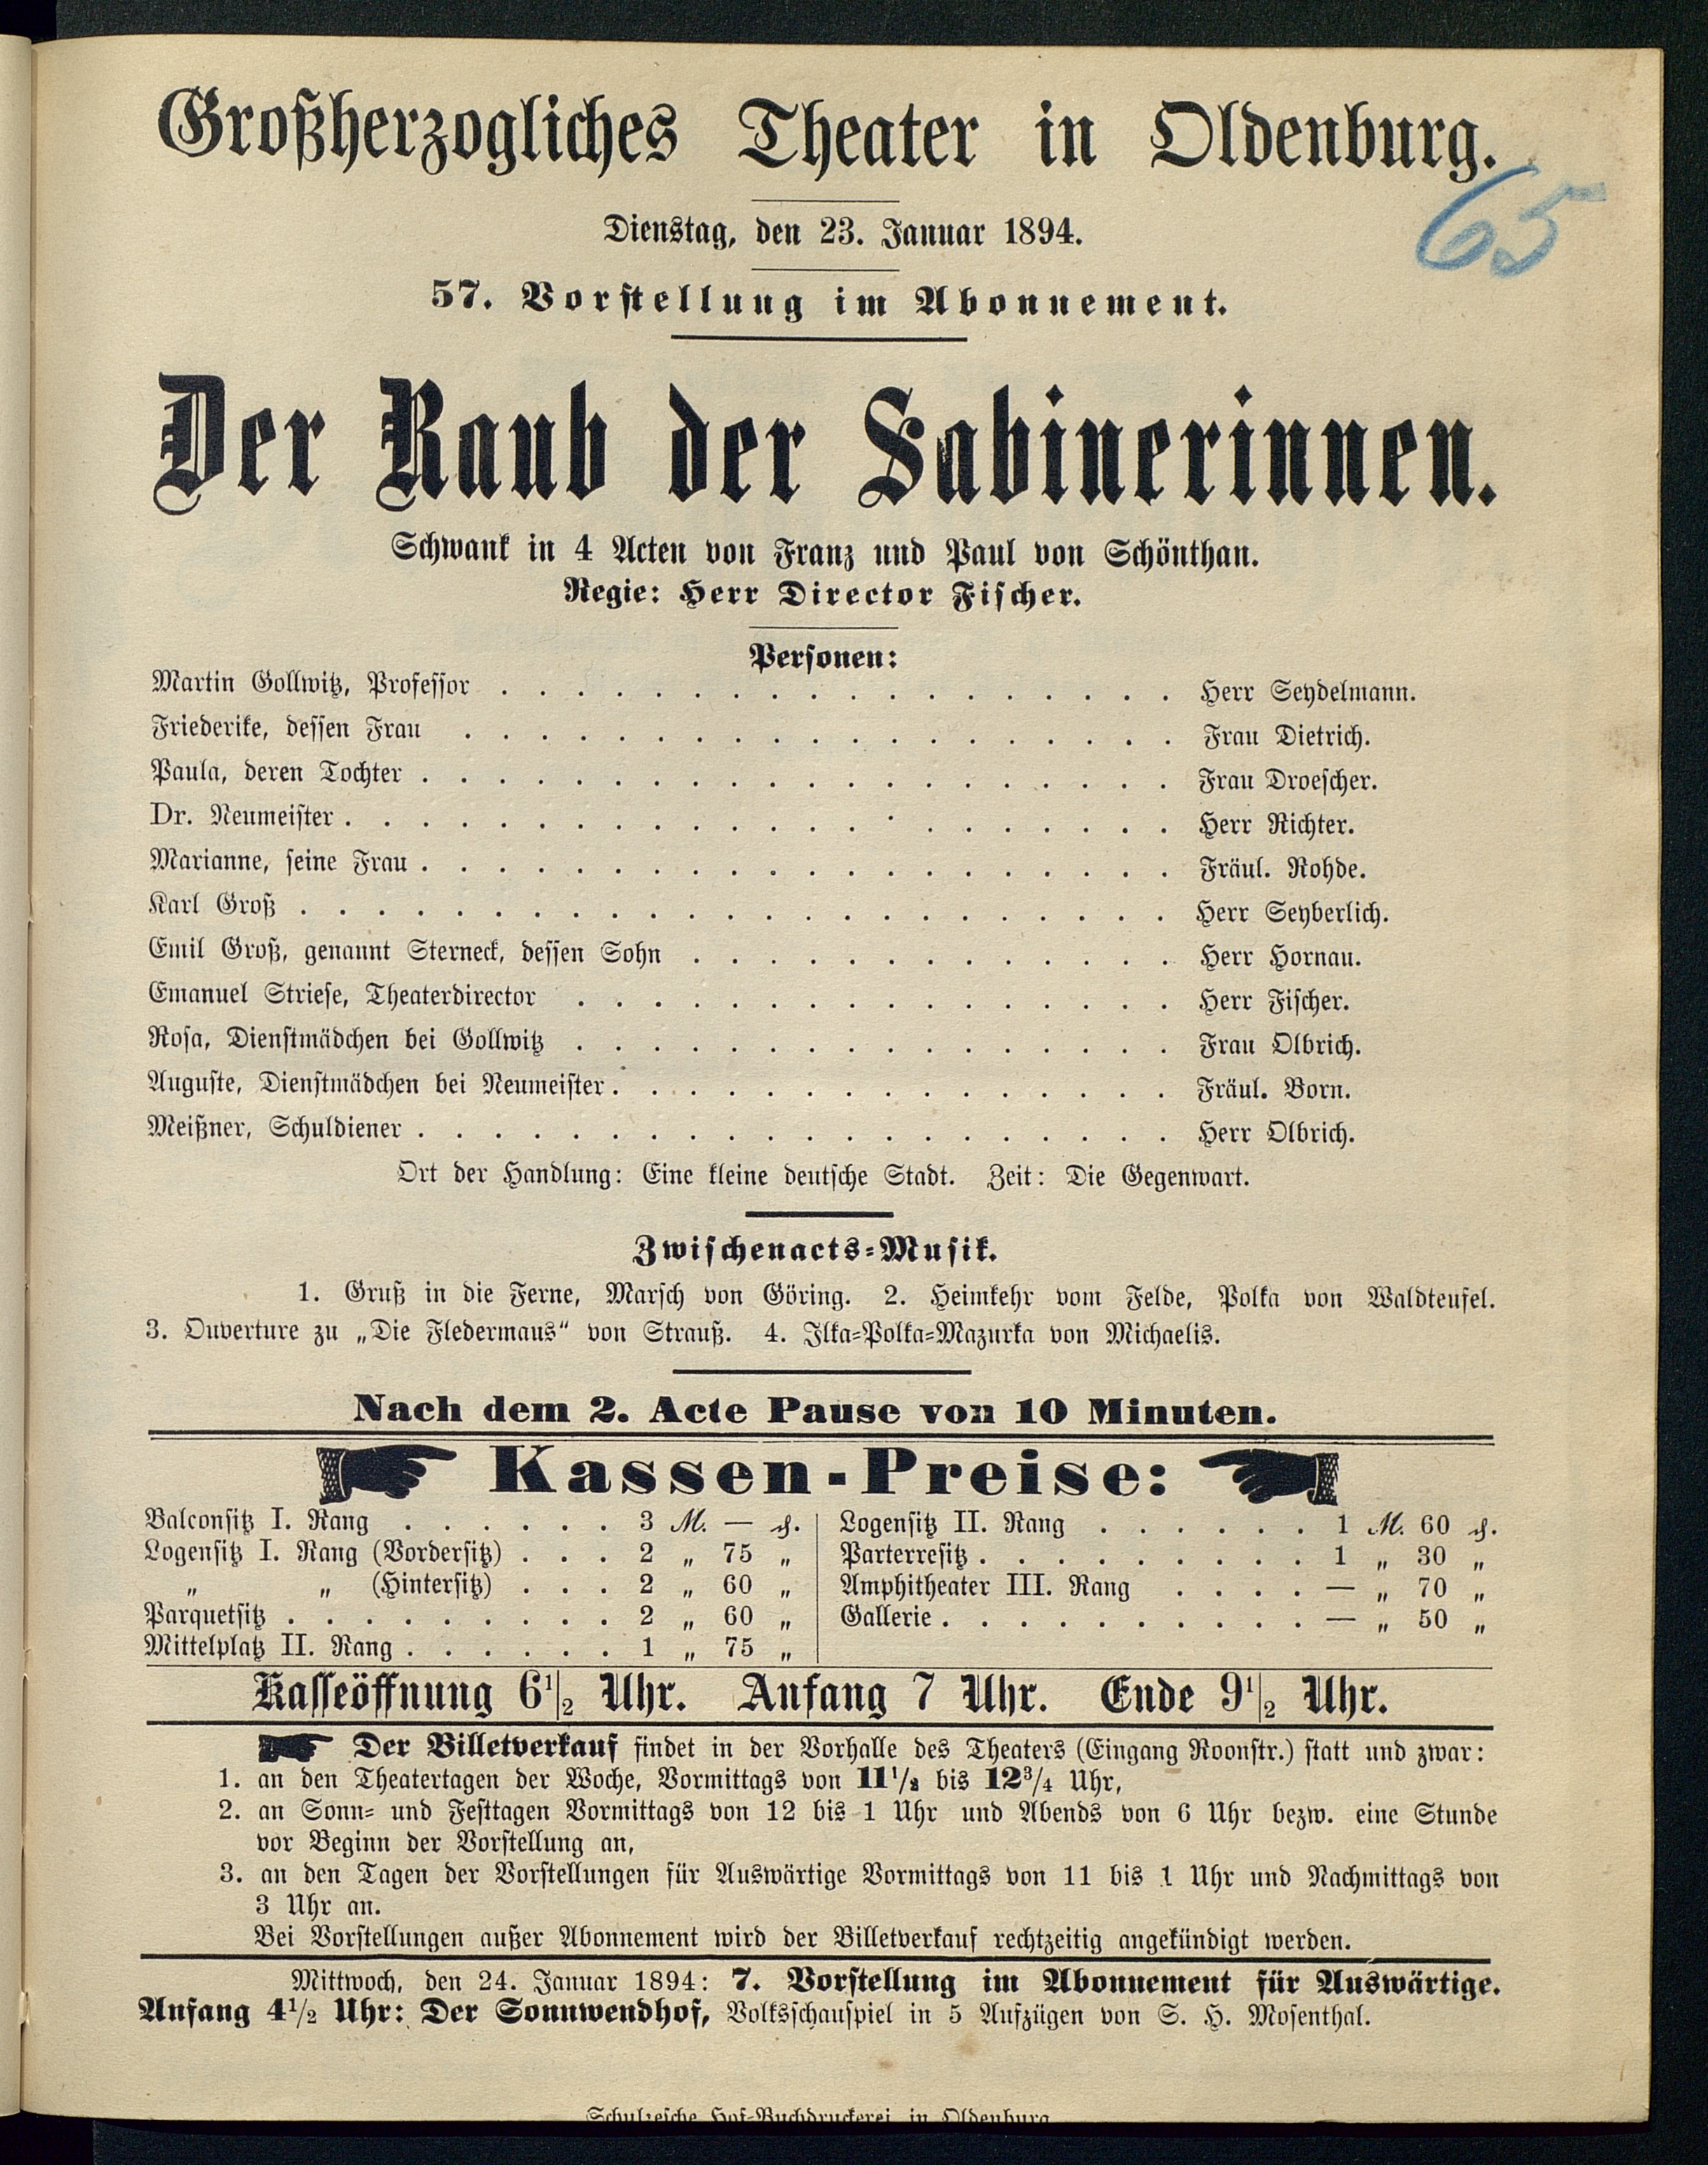 Großherzogliches Theater in Oldenburg.
65
Dienstag, den 23. Januar 1894.
57. Vorstellung im Abonnement.
Der Raub der Sabinerinnen.
Schwank in 4 Acten von Franz und Paul von Schönthan.
Regie: Herr Director Fischer.
Personen:
Martin Gollwitz, Professor . . . . . . . . . . . . . . . . . . Herr Seydelmann.
Friederike, dessen Frau . . . . . . . . . . . . . . . . . . . Frau Dietrich.
Paula, deren Tochter . . . . . . . . . . . . . . . . . . . . Frau Droescher.
Dr. Neumeister . . . . . . . . . . . . . . . . . . . . . . Herr Richter.
Marianne, seine Frau . . . . . . . . . . . . . . . . . . . . Fräul. Rohde.
Karl Groß . . . . . . . . . . . . . . . . . . . . . . . Herr Seyberlich.
Emil Groß, genannt Sterneck, dessen Sohn . . . . . . . . . . . . . Herr Hornau.
Emanuel Striese, Theaterdirector . . . . . . . . . . . . . . . . Herr Fischer.
Rosa, Dienstmädchen bei Gollwitz . . . . . . . . . . . . . . . . Frau Olbrich.
Auguste, Dienstmädchen bei Neumeister . . . . . . . . . . . . . . . Fräul. Born.
Meißner, Schuldiener . . . . . . . . . . . . . . . . . . . . Herr Olbrich.
Ort der Handlung: Eine kleine deutsche Stadt. Zeit: Die Gegenwart.
Zwischenacts-Musik.
1. Gruß in die Ferne, Marsch von Göring. 2. Heimkehr vom Felde, Polka von Waldteufel.
3. Ouverture zu „Die Fledermaus“ von Strauß. 4. Ilka-Polka-Mazurka von Michaelis.
Nach dem 2. Acte Pause von 10 Minuten.
Kassen-Preise:
Balconsitz I. Rang . . . . . . 3 M. — ₰.
Logensitz I. Rang (Vordersitz) . . . 2 „ 75 „
„ „ (Hintersitz) . . . 2 „ 60 „
Parquetsitz . . . . . . . . . 2 „ 60 „
Mittelplatz II. Rang . . . . . . 1 „ 75 „
Logensitz II. Rang . . . . . . 1 M. 60 ₰.
Parterresitz . . . . . . . . . 1 „ 30 „
Amphitheater III. Rang . . . . — „ 70 „
Gallerie . . . . . . . . . . — „ 50 „
Kasseöffnung 6½ Uhr. Anfang 7 Uhr. Ende 9½ Uhr.
Der Billetverkauf findet in der Vorhalle des Theaters (Eingang Roonstr.) statt und zwar:
1. an den Theatertagen der Woche, Vormittags von 11½ bis 12¾ Uhr,
2. an Sonn- und Festtagen Vormittags von 12 bis 1 Uhr und Abends von 6 Uhr bezw. eine Stunde
vor Beginn der Vorstellung an,
3. an den Tagen der Vorstellungen für Auswärtige Vormittags von 11 bis 1 Uhr und Nachmittags von
3 Uhr an.
Bei Vorstellungen außer Abonnement wird der Billetverkauf rechtzeitig angekündigt werden.
Mittwoch, den 24. Januar 1894: 7. Vorstellung im Abonnement für Auswärtige.
Anfang 4½ Uhr: Der Sonnwendhof, Volksschauspiel in 5 Aufzügen von S. H. Mosenthal.
Schulzesche Hof-Buchdruckerei in Oldenburg